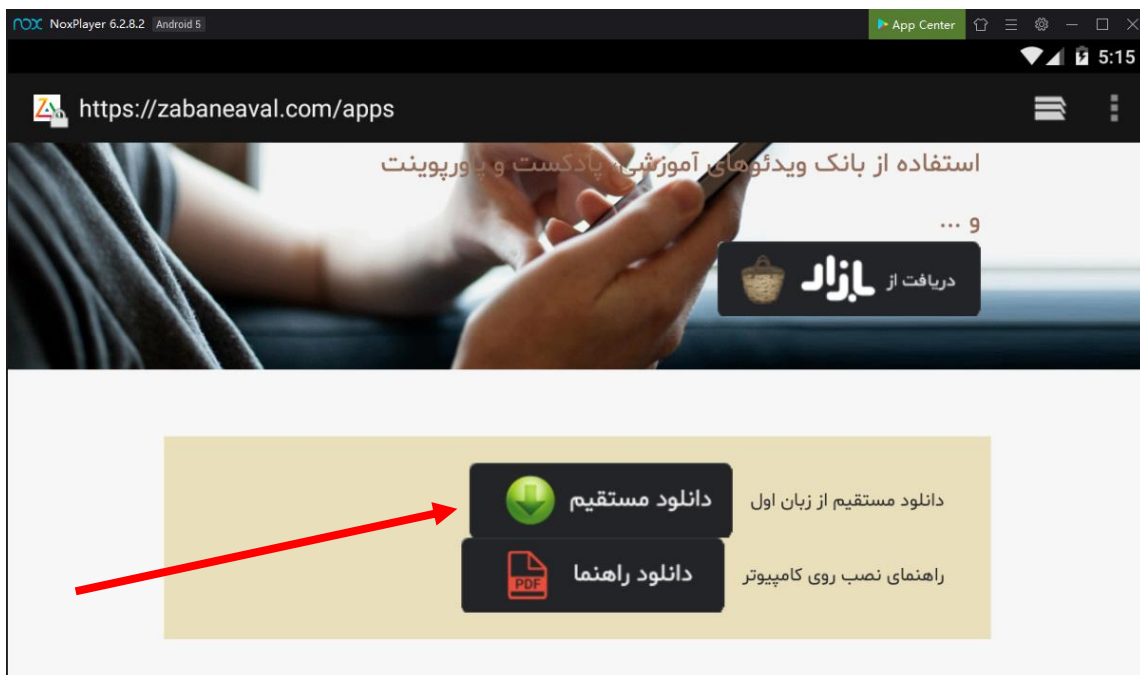 nox NoxPlayer 6.2.8.2 Android 5 App Center
5:15
https://zabaneaval.com/apps
استفاده از بانک ویدئوهای آموزشی، پادکست و پاورپوینت
و ...
دریافت از بازار
دانلود مستقیم از زبان اول دانلود مستقیم
راهنمای نصب روی کامپیوتر دانلود راهنما PDF